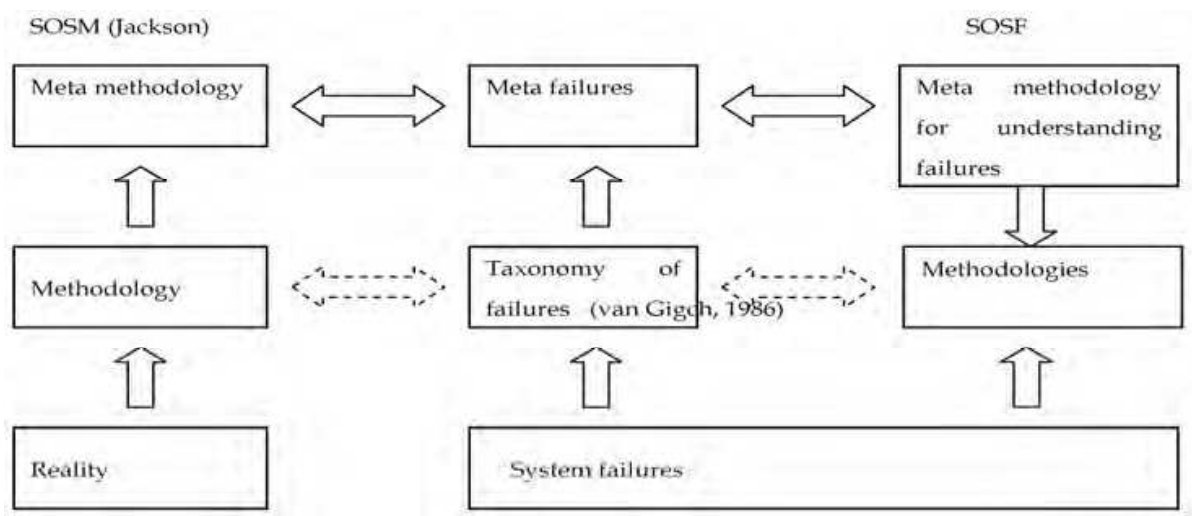 SOSM (Jackson)
SOSF
Meta methodology
Meta failures
Meta methodology
for understanding
failures
Methodology
Taxonomy of
failures (van Gigch, 1986)
Methodologies
Reality
System failures